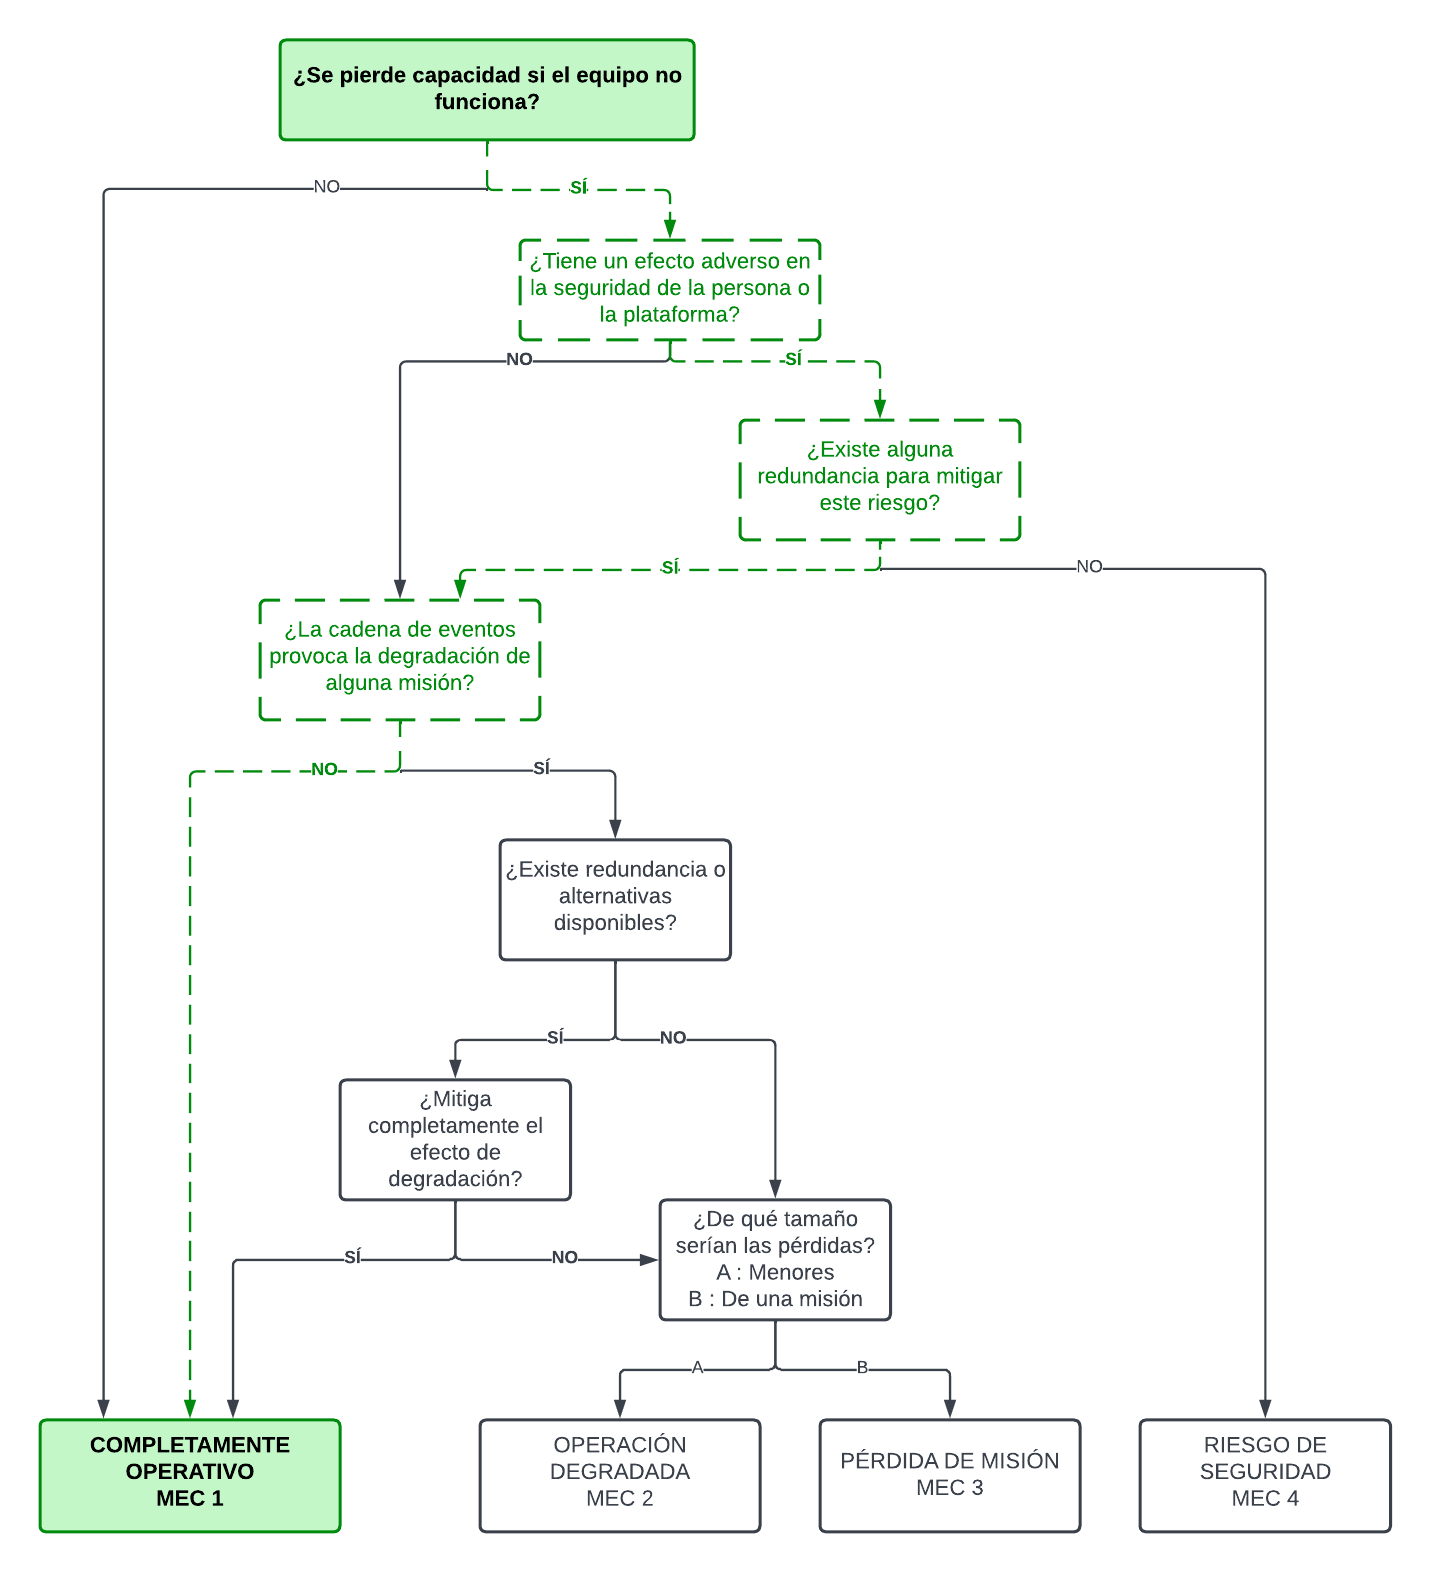 ¿Se pierde capacidad si el equipo no
funciona?
NO
SÍ
¿Tiene un efecto adverso en
la seguridad de la persona o
la plataforma?
NO
SÍ
¿Existe alguna
redundancia para mitigar
este riesgo?
SÍ
NO
¿La cadena de eventos
provoca la degradación de
alguna misión?
NO
SÍ
¿Existe redundancia o
alternativas
disponibles?
SÍ
NO
¿Mitiga
completamente el
efecto de
degradación?
SÍ
NO
¿De qué tamaño
serían las pérdidas?
A : Menores
B : De una misión
A
B
COMPLETAMENTE
OPERATIVO
MEC 1
OPERACIÓN
DEGRADADA
MEC 2
PÉRDIDA DE MISIÓN
MEC 3
RIESGO DE
SEGURIDAD
MEC 4